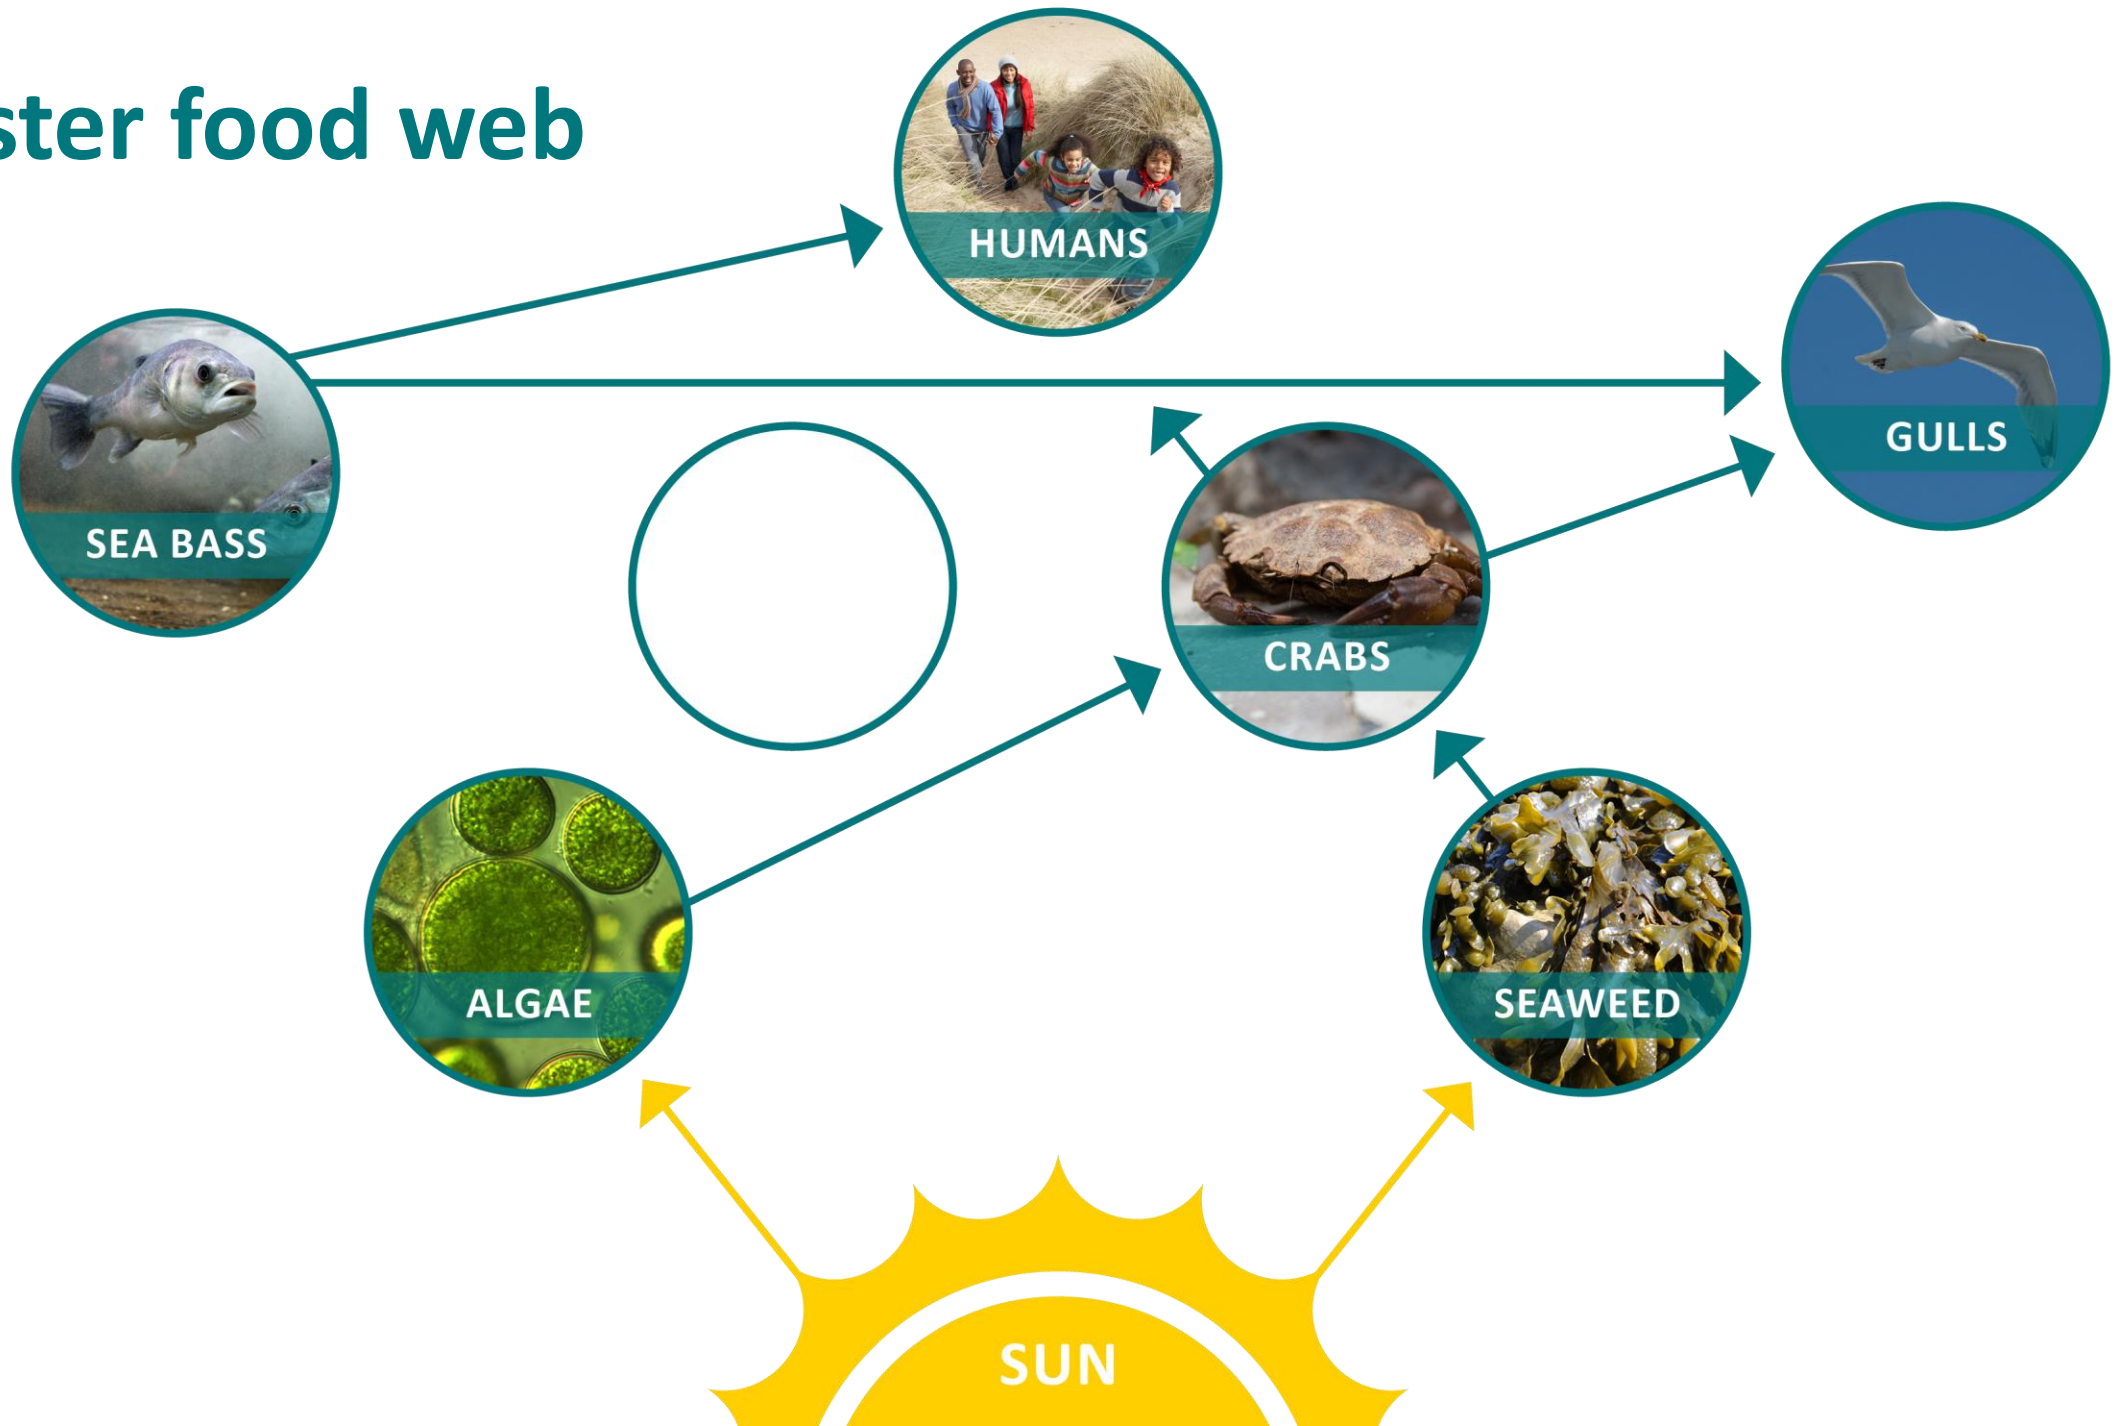 ster food web
HUMANS
GULLS
SEA BASS
CRABS
ALGAE
SEAWEED
SUN